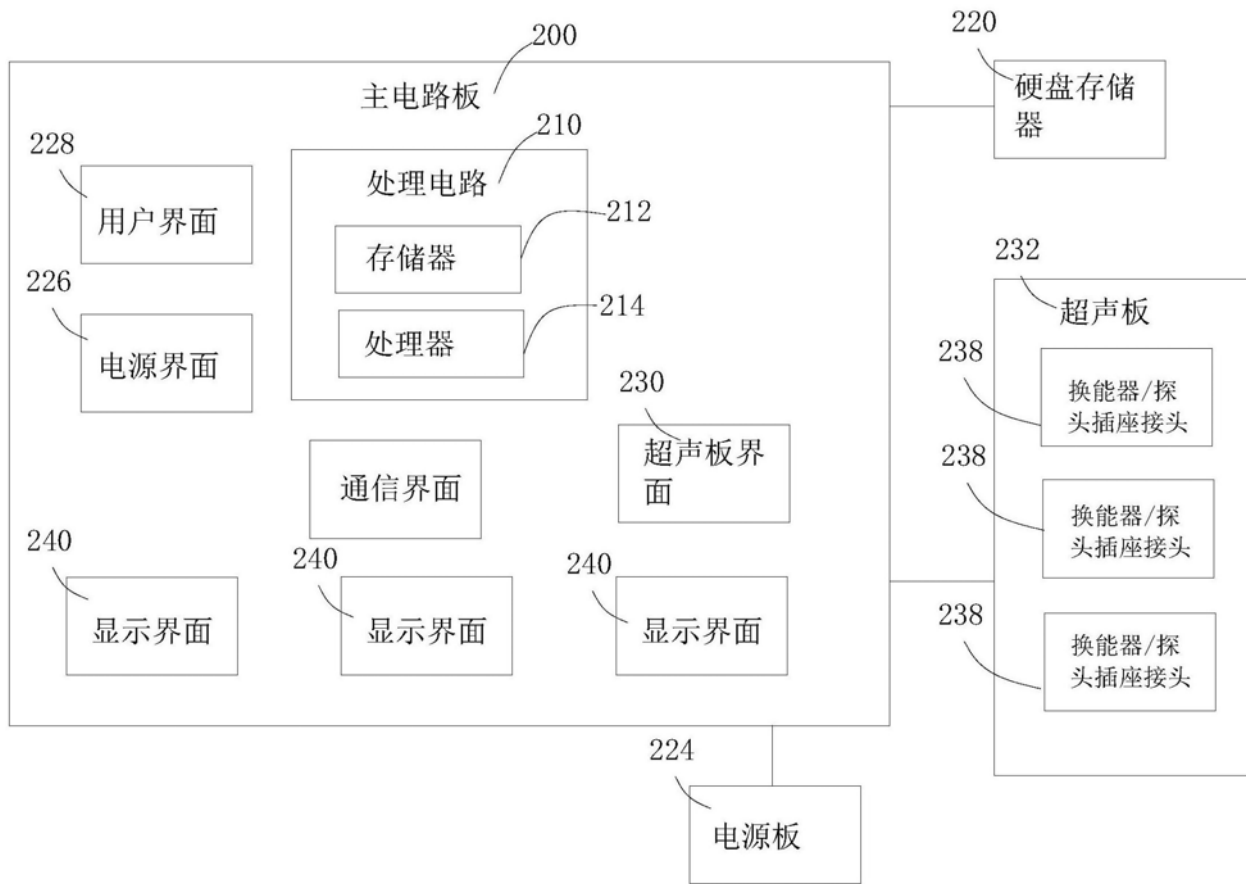 200
220
主电路板
硬盘存储
器
210
228
处理电路
用户界面
212
存储器
226
232
214
超声板
电源界面
处理器
238
230
换能器/探
头插座接头
超声板界
面
通信界面
238
换能器/探
头插座接头
240
240
240
显示界面
显示界面
显示界面
238
换能器/探
头插座接头
224
电源板